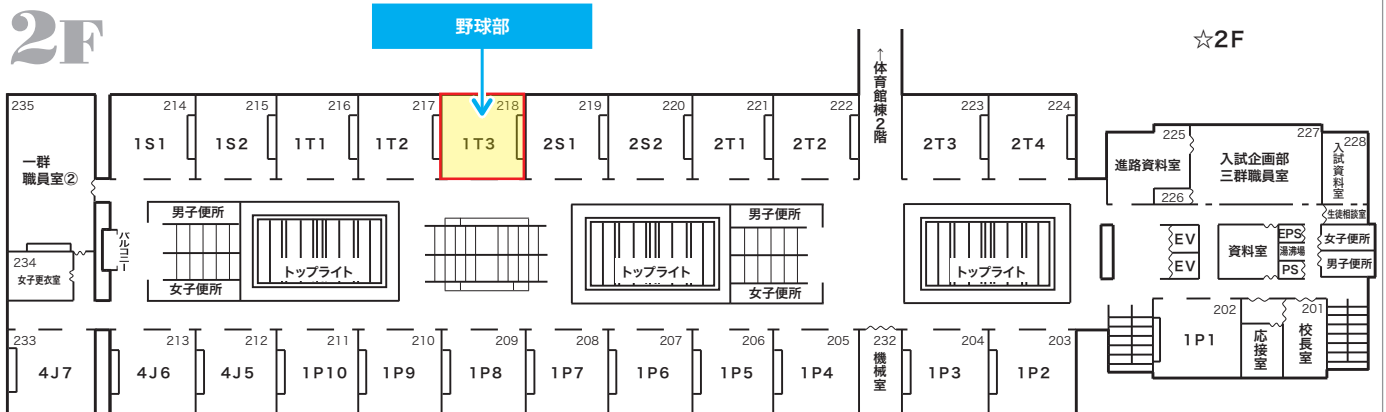 2F
野球部
☆2F
↑体育館棟2階
235
一群
職員室②
214
1S1
215
1S2
216
1T1
217
1T2
218
1T3
219
2S1
220
2S2
221
2T1
222
2T2
223
2T3
224
2T4
225
進路資料室
226
227
入試企画部
三群職員室
228
入試資料室
生徒相談室
男子便所
女子便所
トップライト
バルコニー
トップライト
男子便所
女子便所
トップライト
EV
EV
資料室
EPS
湯沸場
PS
女子便所
男子便所
234
女子更衣室
233
4J7
213
4J6
212
4J5
211
1P10
210
1P9
209
1P8
208
1P7
207
1P6
206
1P5
205
1P4
232
機械室
204
1P3
203
1P2
202
1P1
応接室
201
校長室